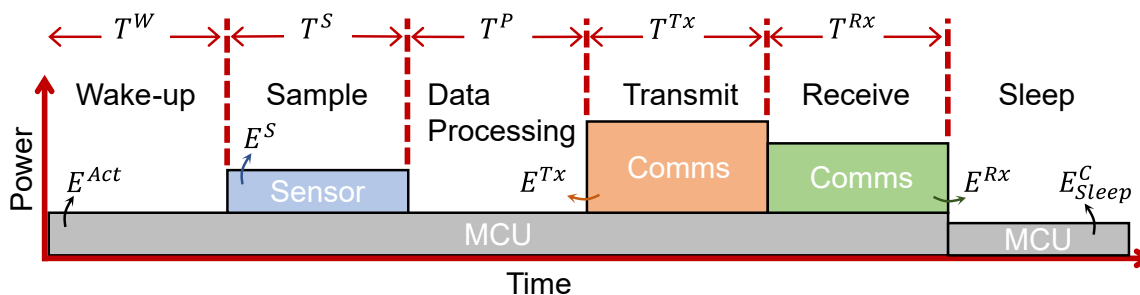 T^W T^S T^P T^Tx T^Rx
Wake-up Sample Data Processing Transmit Receive Sleep
E^S
Power
E^Act Sensor E^Tx Comms Comms E^Rx E^C_Sleep
MCU MCU
Time